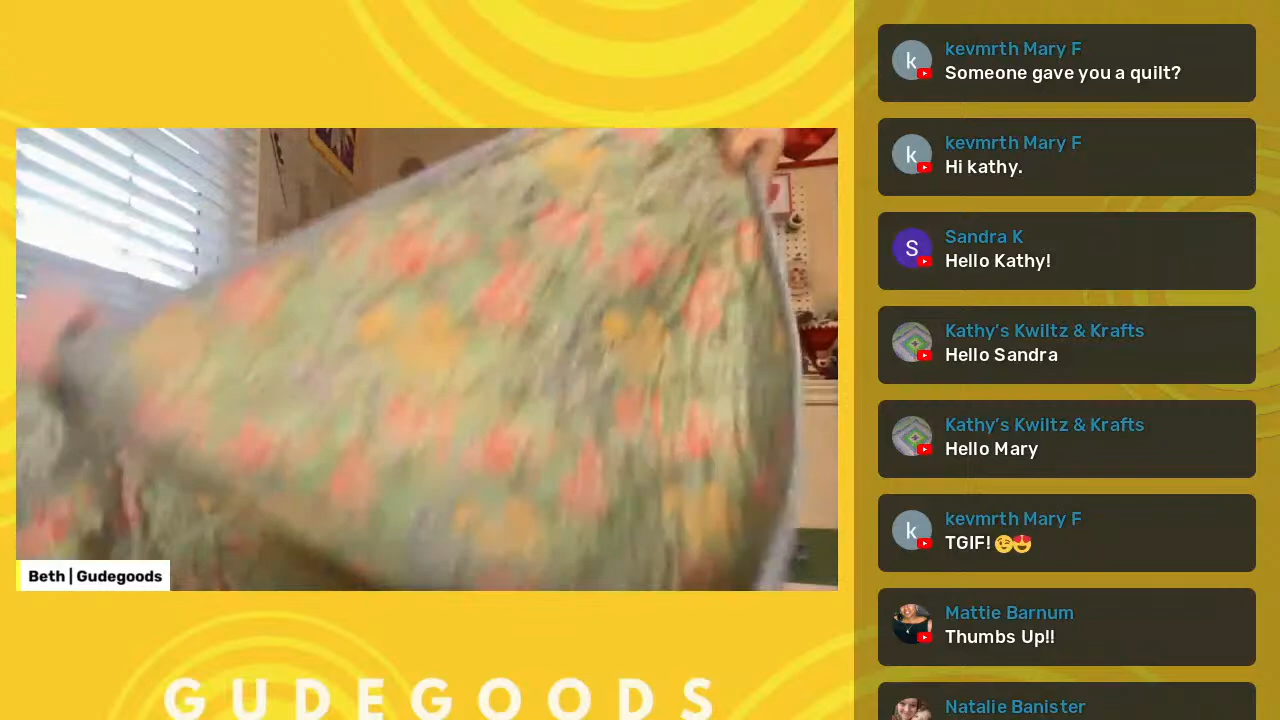 Beth | Gudegoods
GUDEGOODS
kevmrth Mary F
Someone gave you a quilt?
kevmrth Mary F
Hi kathy.
Sandra K
Hello Kathy!
Kathy's Kwiltz & Krafts
Hello Sandra
Kathy's Kwiltz & Krafts
Hello Mary
kevmrth Mary F
TGIF! 😉😍
Mattie Barnum
Thumbs Up!!
Natalie Banister